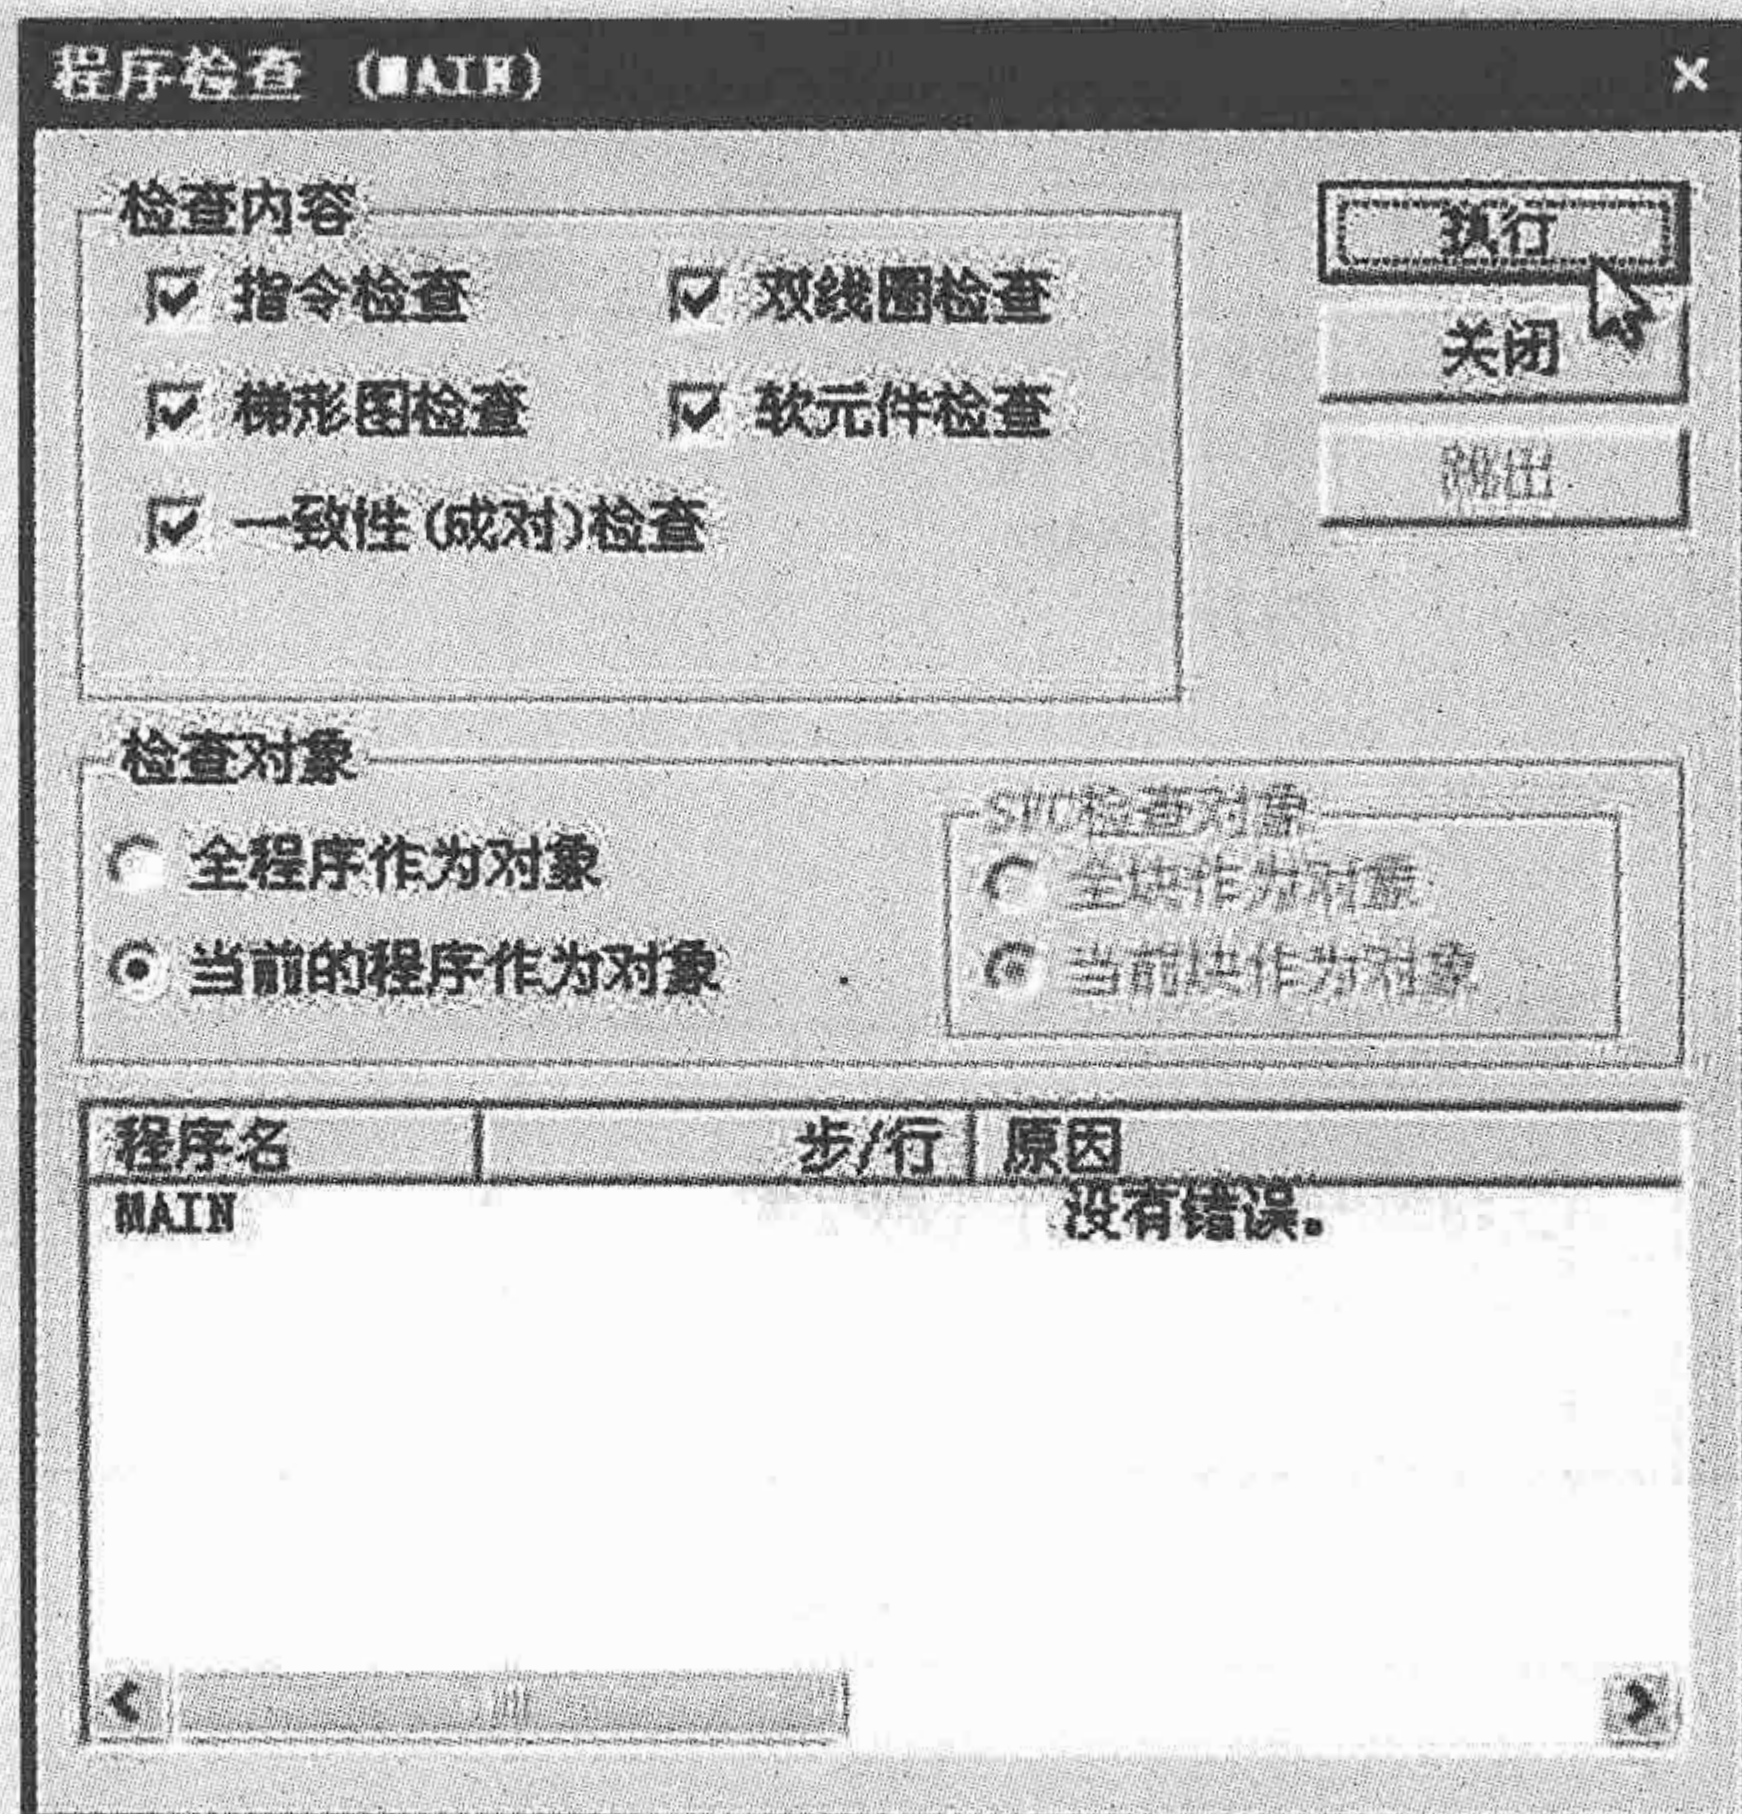 程序检查 (MAIN)
检查内容
执行
指令检查 双线圈检查
关闭
梯形图检查 软元件检查
跳出
一致性(成对)检查
检查对象
SFC检查对象
全程序作为对象
全块作为对象
当前的程序作为对象
当前块作为对象
程序名 步/行 原因
MAIN 没有错误。